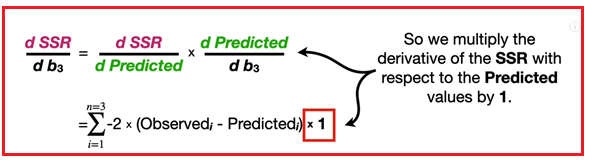 d SSR / d b₃ = d SSR / d Predicted x d Predicted / d b₃
So we multiply the
derivative of the SSR with
respect to the Predicted
values by 1.
n=3
=∑-2 x (Observedᵢ - Predictedᵢ) x 1
i=1